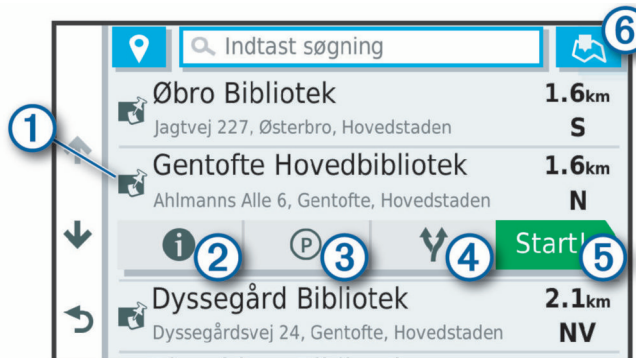 6
Indtast søgning
Øbro Bibliotek 1.6km
Jagtvej 227, Østerbro, Hovedstaden S
1
Gentofte Hovedbibliotek 1.6km
Ahlmanns Alle 6, Gentofte, Hovedstaden N
i 2 P 3 4 Start! 5
Dyssegård Bibliotek 2.1km
Dyssegårdsvej 24, Gentofte, Hovedstaden NV